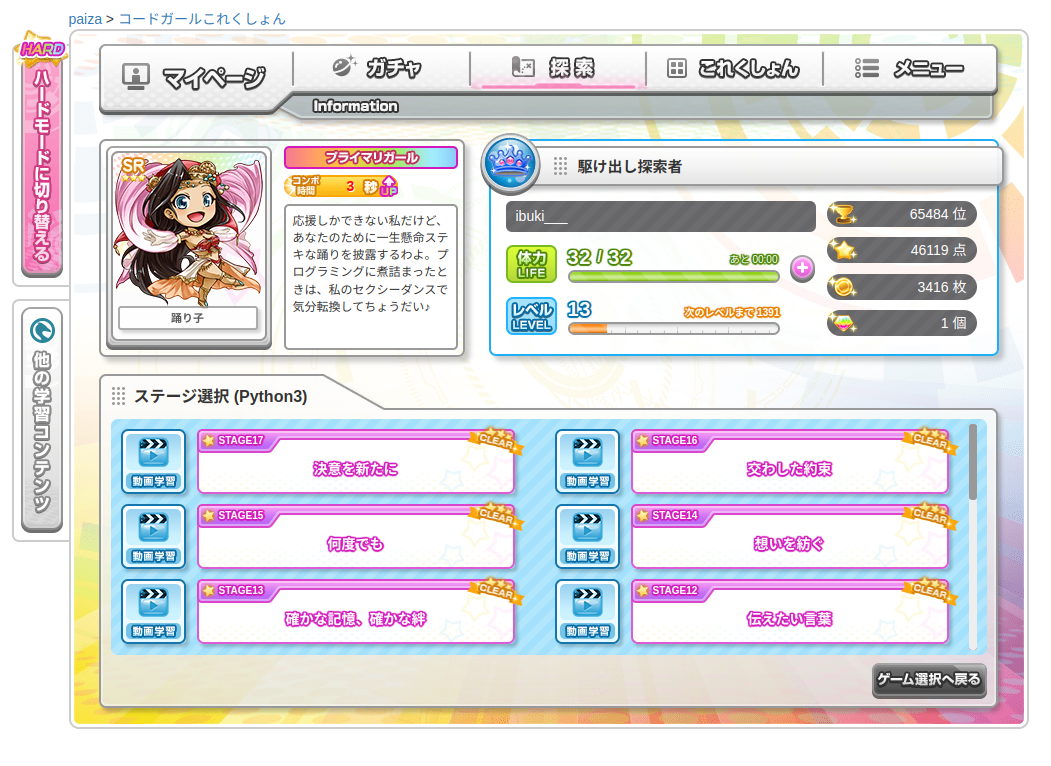 paiza > コードガールこれくしょん
HARD
ハードモードに切り替える
他の学習コンテンツ
マイページ
ガチャ
探索
これくしょん
メニュー
Information
SR
踊り子
プライマリガール
コンボ時間 3 秒 UP
応援しかできない私だけど、
あなたのために一生懸命ステ
キな踊りを披露するわよ。プ
ログラミングに煮詰まったと
きは、私のセクシーダンスで
気分転換してちょうだい♪
駆け出し探索者
ibuki___
65484 位
体力
LIFE
32 / 32
あと 00:00
46119 点
3416 枚
レベル
LEVEL
13
次のレベルまで 1391
1 個
ステージ選択 (Python3)
動画学習
STAGE17
CLEAR
決意を新たに
動画学習
STAGE16
CLEAR
交わした約束
動画学習
STAGE15
CLEAR
何度でも
動画学習
STAGE14
CLEAR
想いを紡ぐ
動画学習
STAGE13
CLEAR
確かな記憶、確かな絆
動画学習
STAGE12
CLEAR
伝えたい言葉
ゲーム選択へ戻る